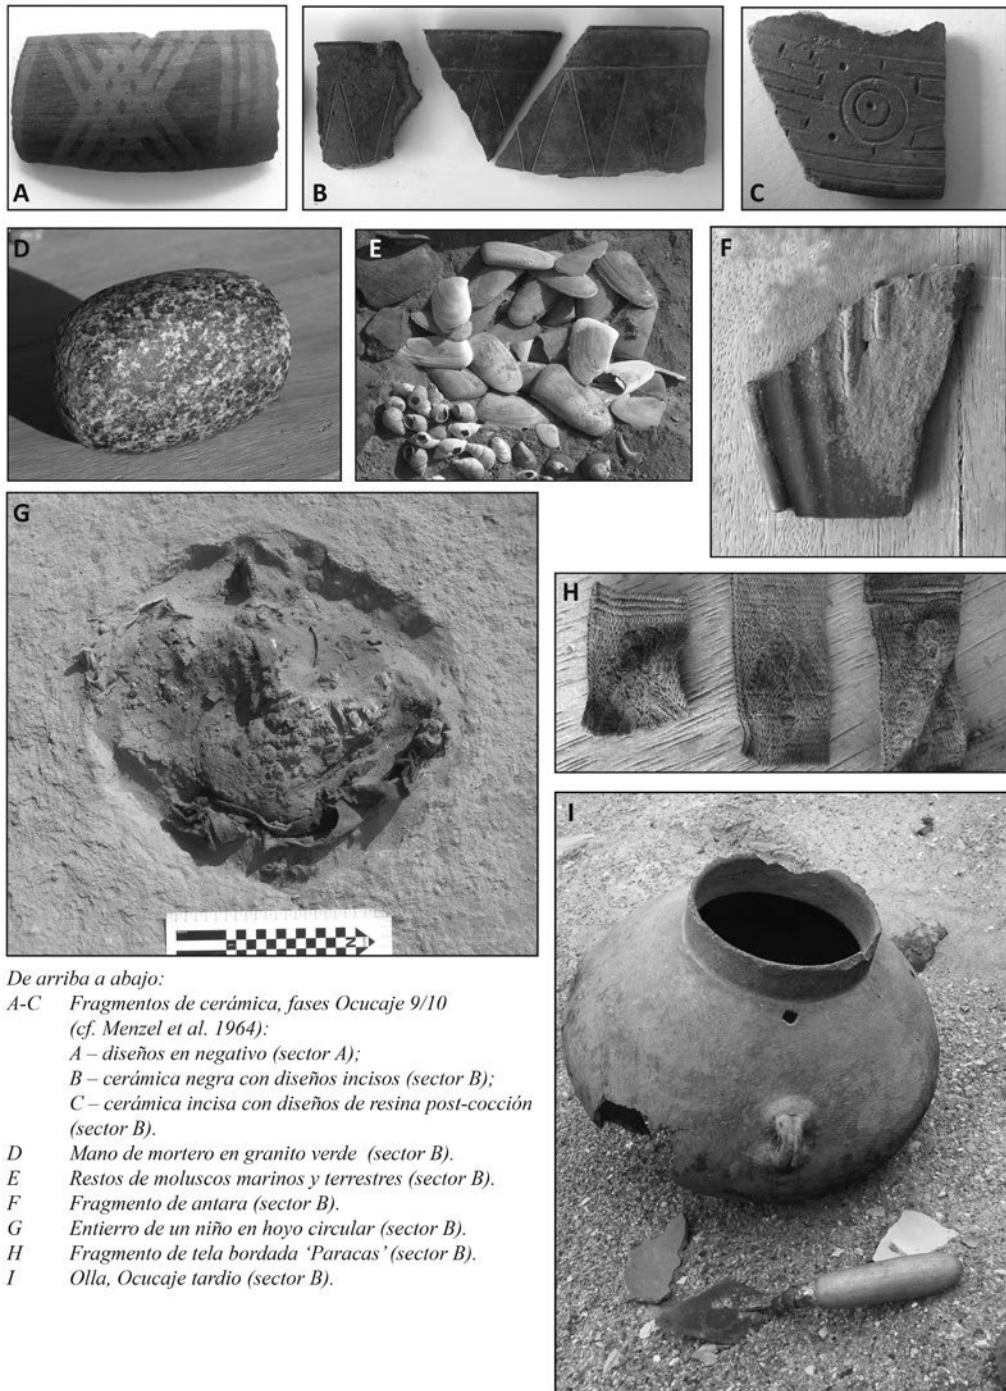 A
B
C
D
E
F
G
H
I
N
De arriba a abajo:
A-C Fragmentos de cerámica, fases Ocucaje 9/10
(cf. Menzel et al. 1964):
A – diseños en negativo (sector A);
B – cerámica negra con diseños incisos (sector B);
C – cerámica incisa con diseños de resina post-cocción
(sector B).
D Mano de mortero en granito verde (sector B).
E Restos de moluscos marinos y terrestres (sector B).
F Fragmento de antara (sector B).
G Entierro de un niño en hoyo circular (sector B).
H Fragmento de tela bordada ‘Paracas’ (sector B).
I Olla, Ocucaje tardio (sector B).